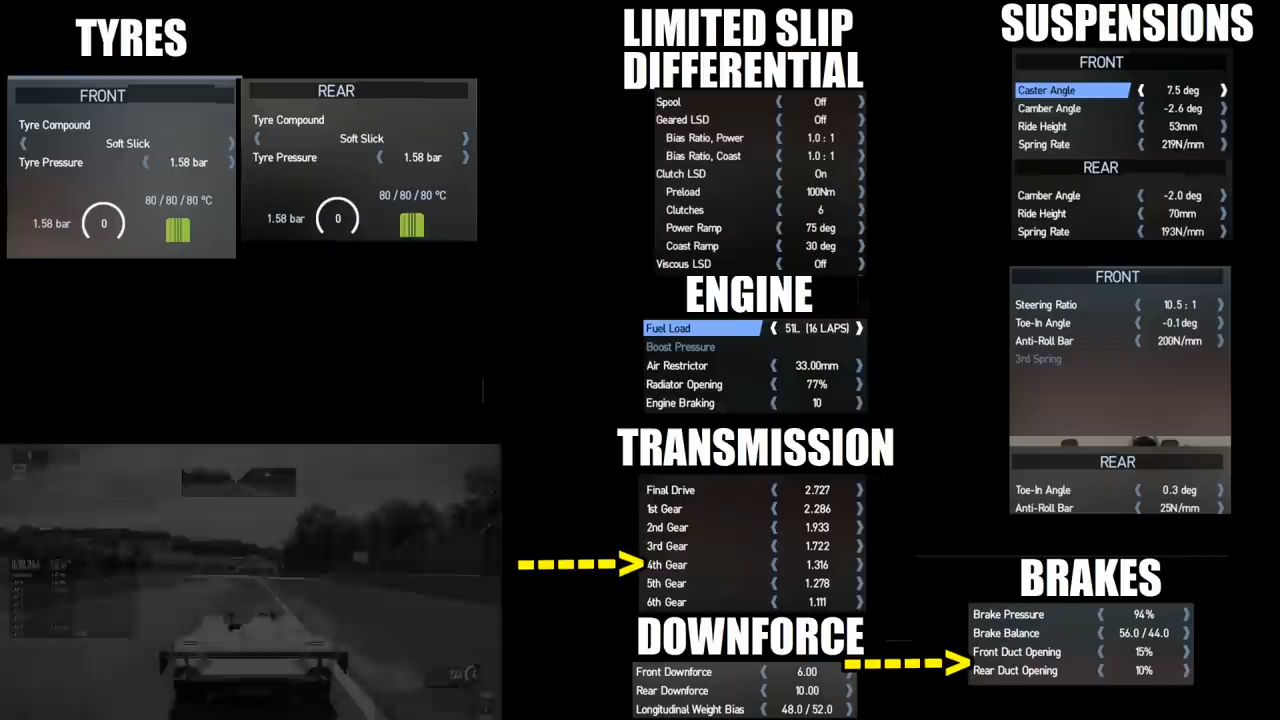 TYRES
FRONT
Tyre Compound
Soft Slick
Tyre Pressure 1.58 bar
80 / 80 / 80 °C
1.58 bar 0
REAR
Tyre Compound
Soft Slick
Tyre Pressure 1.58 bar
80 / 80 / 80 °C
1.58 bar 0
LIMITED SLIP
DIFFERENTIAL
Spool Off
Geared LSD Off
Bias Ratio, Power 1.0 : 1
Bias Ratio, Coast 1.0 : 1
Clutch LSD On
Preload 100Nm
Clutches 6
Power Ramp 75 deg
Coast Ramp 30 deg
Viscous LSD Off
ENGINE
Fuel Load 51L (16 LAPS)
Boost Pressure
Air Restrictor 33.00mm
Radiator Opening 77%
Engine Braking 10
TRANSMISSION
Final Drive 2.727
1st Gear 2.286
2nd Gear 1.933
3rd Gear 1.722
4th Gear 1.316
5th Gear 1.278
6th Gear 1.111
DOWNFORCE
Front Downforce 6.00
Rear Downforce 10.00
Longitudinal Weight Bias 48.0 / 52.0
SUSPENSIONS
FRONT
Caster Angle 7.5 deg
Camber Angle -2.6 deg
Ride Height 53mm
Spring Rate 219N/mm
REAR
Camber Angle -2.0 deg
Ride Height 70mm
Spring Rate 193N/mm
FRONT
Steering Ratio 10.5 : 1
Toe-In Angle -0.1 deg
Anti-Roll Bar 200N/mm
3rd Spring
REAR
Toe-In Angle 0.3 deg
Anti-Roll Bar 25N/mm
BRAKES
Brake Pressure 94%
Brake Balance 56.0 / 44.0
Front Duct Opening 15%
Rear Duct Opening 10%